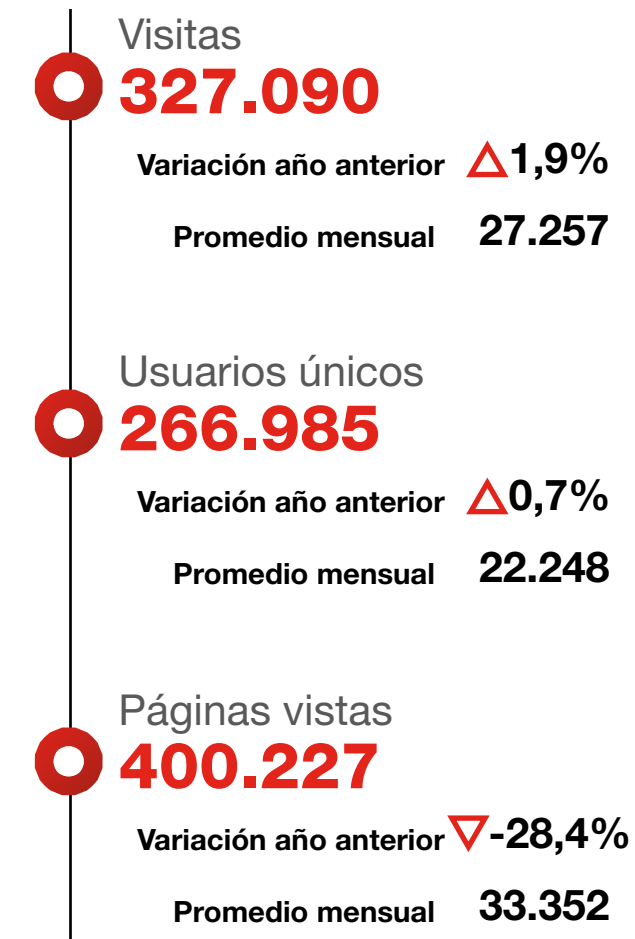 Visitas
327.090
Variación año anterior △1,9%
Promedio mensual 27.257
Usuarios únicos
266.985
Variación año anterior △0,7%
Promedio mensual 22.248
Páginas vistas
400.227
Variación año anterior ▽-28,4%
Promedio mensual 33.352